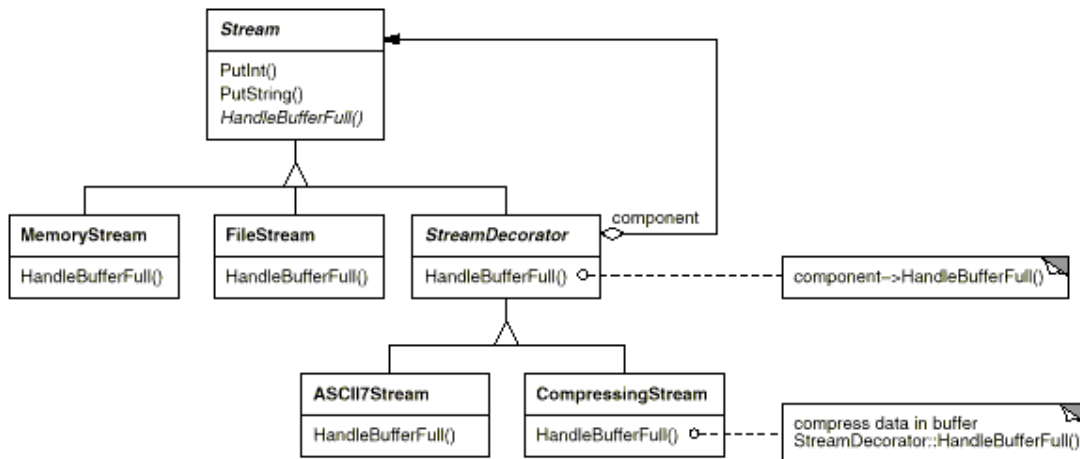 Stream
PutInt()
PutString()
HandleBufferFull()
component
MemoryStream
HandleBufferFull()
FileStream
HandleBufferFull()
StreamDecorator
HandleBufferFull()
component-->HandleBufferFull()
ASCII7Stream
HandleBufferFull()
CompressingStream
HandleBufferFull()
compress data in buffer
StreamDecorator::HandleBufferFull()